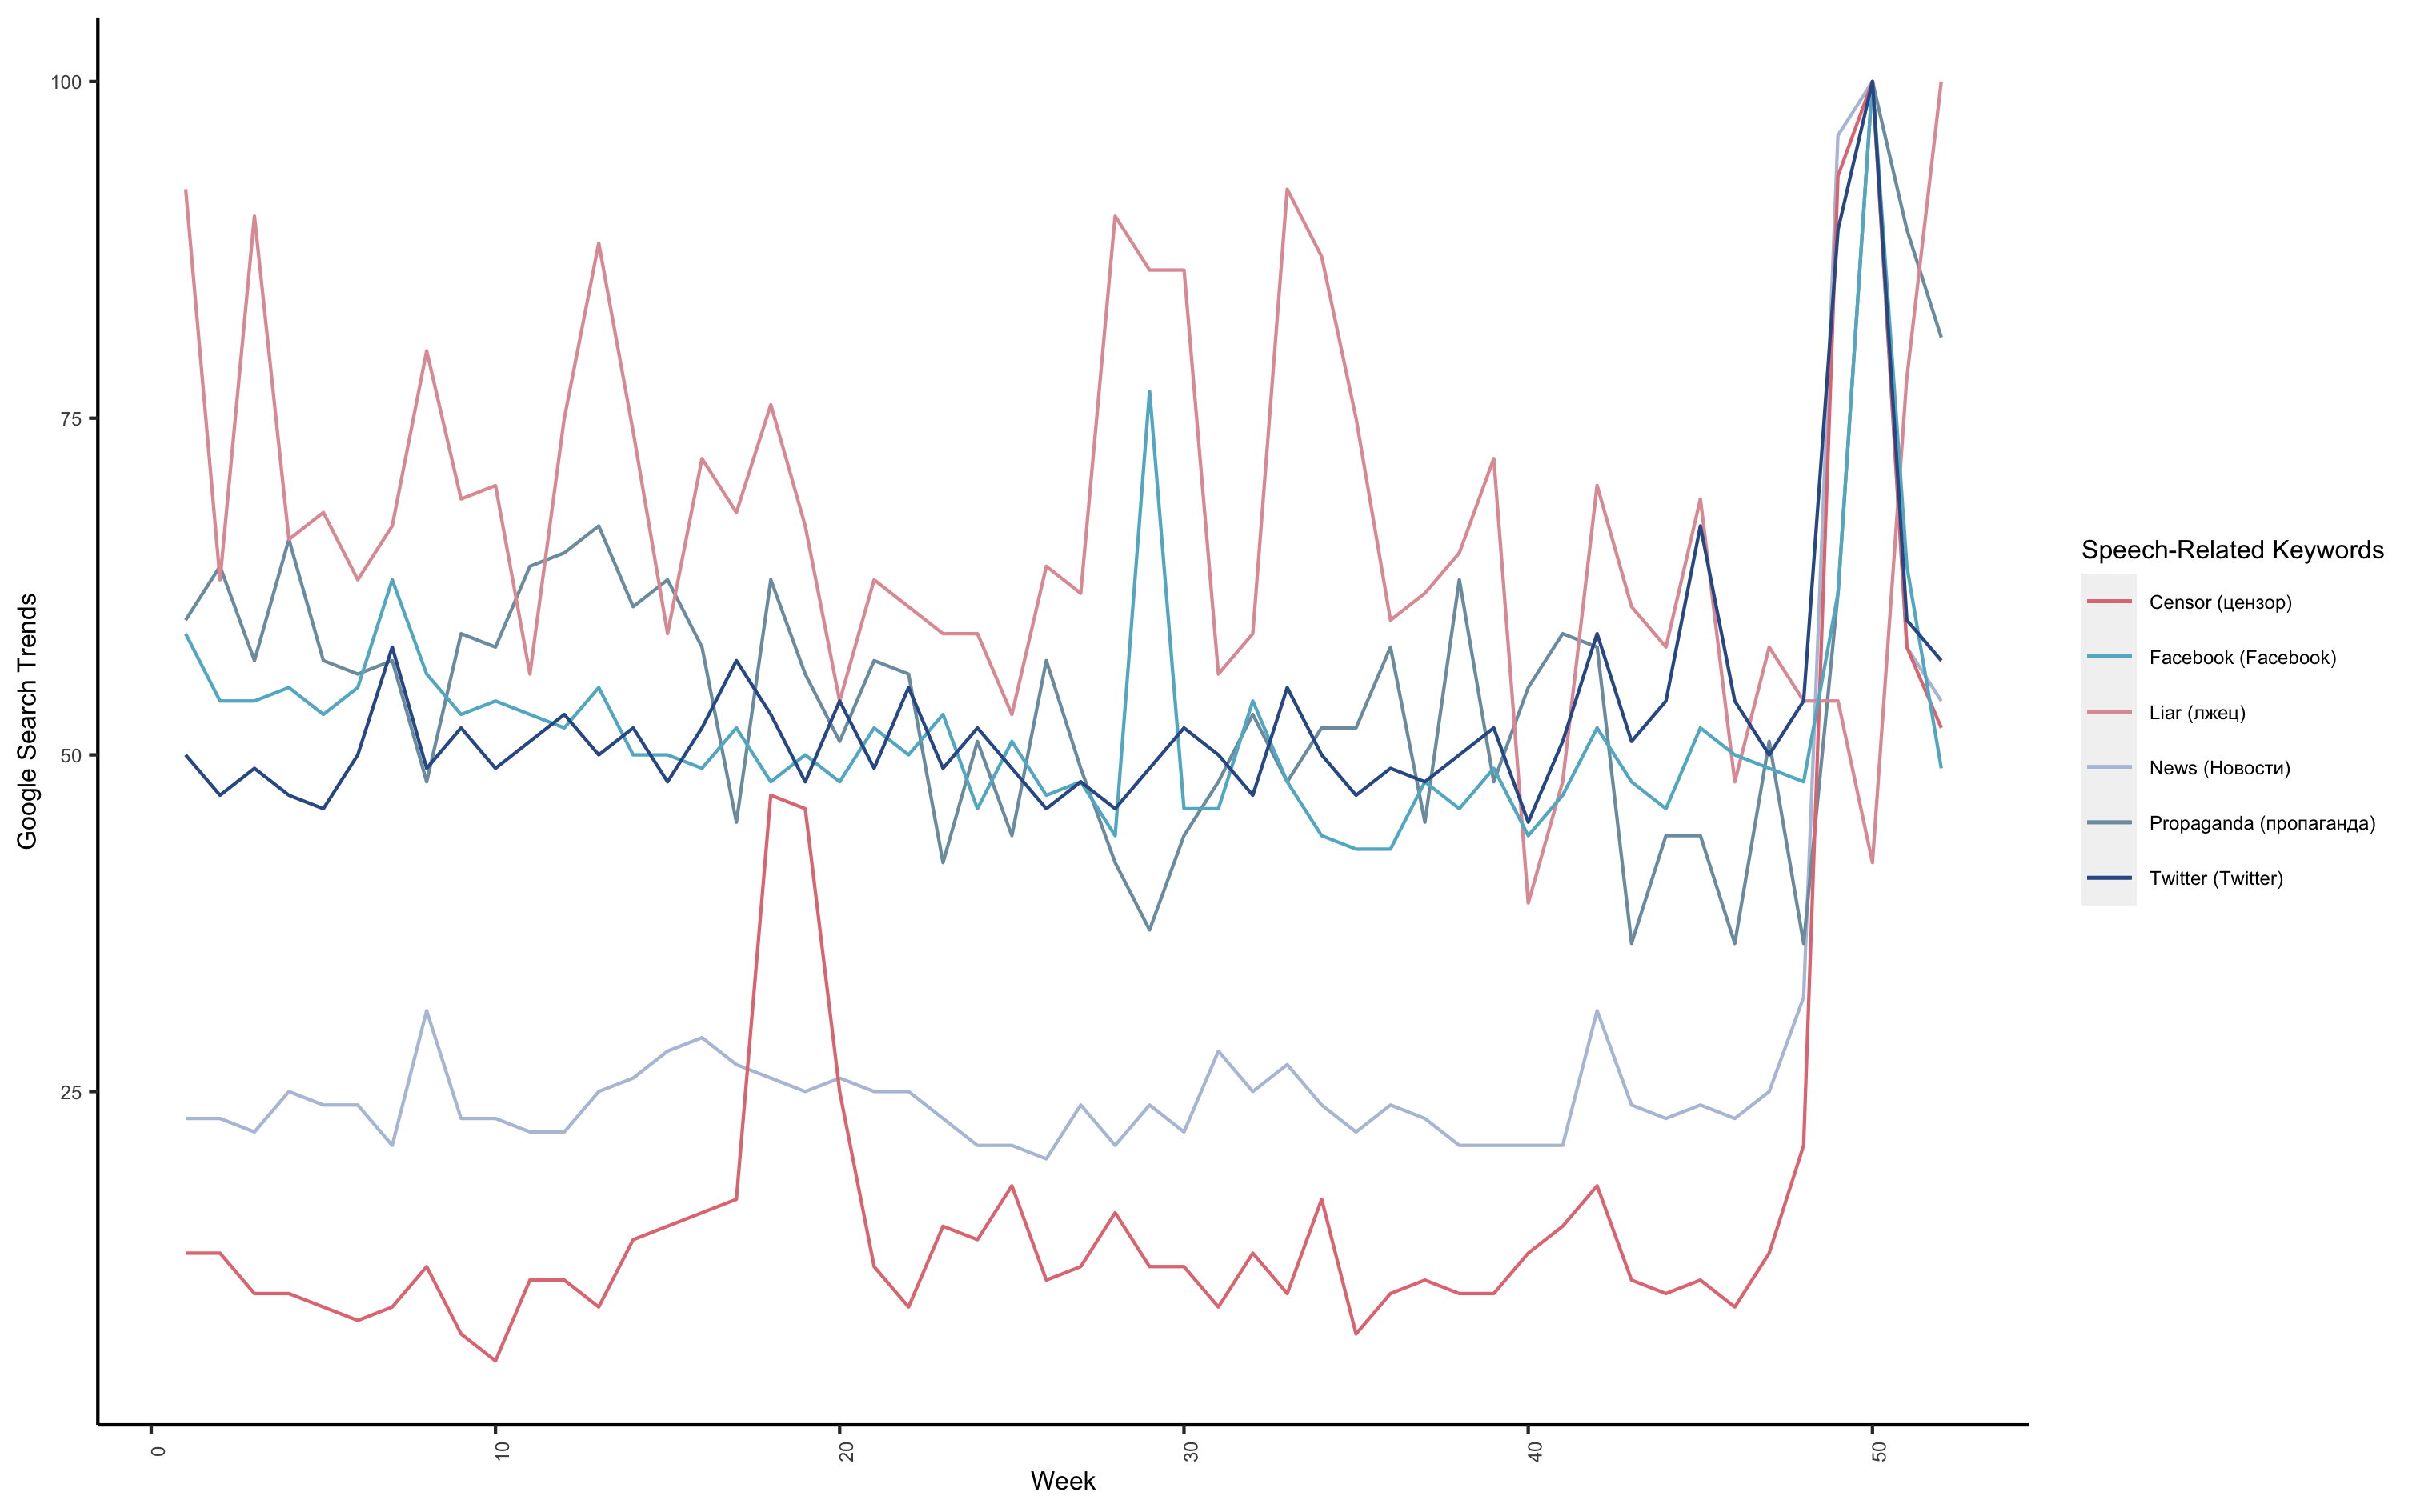 Google Search Trends
100
75
50
25
0
10
20
30
40
50
Week
Speech-Related Keywords
Censor (цензор)
Facebook (Facebook)
Liar (лжец)
News (Новости)
Propaganda (пропаганда)
Twitter (Twitter)